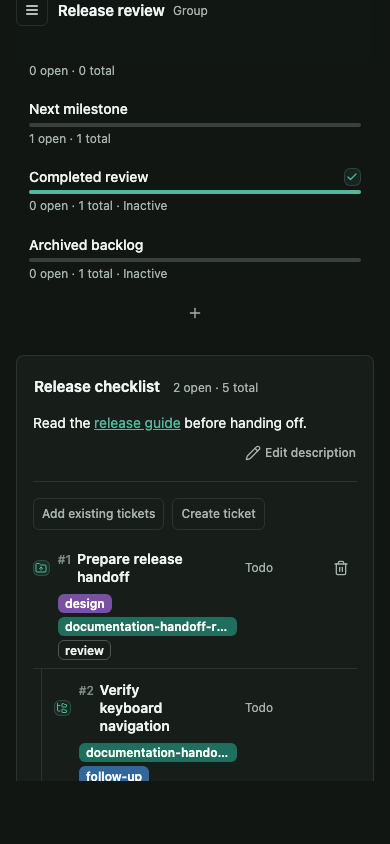 Release review Group
0 open · 0 total
Next milestone
1 open · 1 total
Completed review
0 open · 1 total · Inactive
Archived backlog
0 open · 1 total · Inactive
Release checklist 2 open · 5 total
Read the release guide before handing off.
Edit description
Add existing tickets Create ticket
#1 Prepare release Todo
handoff
design
documentation-handoff-r...
review
#2 Verify
keyboard Todo
navigation
documentation-hando...
follow-up